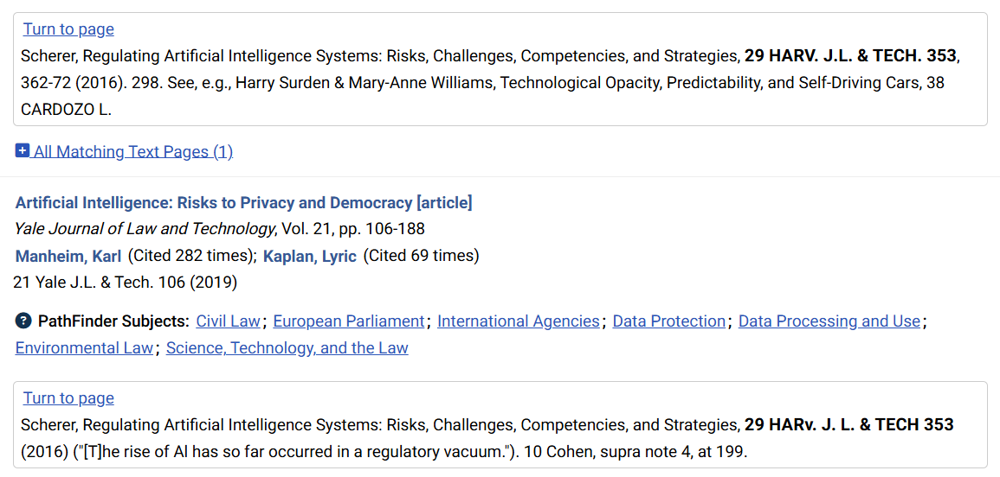 Turn to page
Scherer, Regulating Artificial Intelligence Systems: Risks, Challenges, Competencies, and Strategies, 29 HARV. J.L. & TECH. 353,
362-72 (2016). 298. See, e.g., Harry Surden & Mary-Anne Williams, Technological Opacity, Predictability, and Self-Driving Cars, 38
CARDOZO L.
All Matching Text Pages (1)
Artificial Intelligence: Risks to Privacy and Democracy [article]
Yale Journal of Law and Technology, Vol. 21, pp. 106-188
Manheim, Karl (Cited 282 times); Kaplan, Lyric (Cited 69 times)
21 Yale J.L. & Tech. 106 (2019)
? PathFinder Subjects: Civil Law; European Parliament; International Agencies; Data Protection; Data Processing and Use;
Environmental Law; Science, Technology, and the Law
Turn to page
Scherer, Regulating Artificial Intelligence Systems: Risks, Challenges, Competencies, and Strategies, 29 HARv. J. L. & TECH 353
(2016) ("[T]he rise of Al has so far occurred in a regulatory vacuum."). 10 Cohen, supra note 4, at 199.